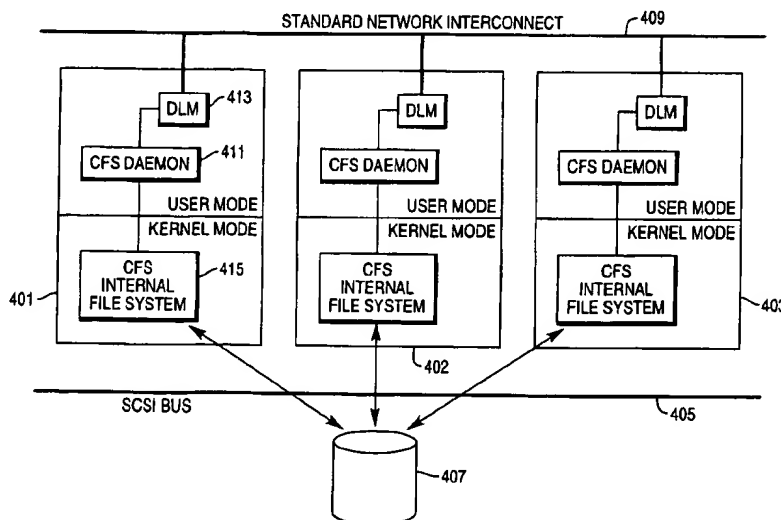 STANDARD NETWORK INTERCONNECT
409
DLM
413
DLM
DLM
CFS DAEMON
411
CFS DAEMON
CFS DAEMON
USER MODE
USER MODE
USER MODE
KERNEL MODE
KERNEL MODE
KERNEL MODE
CFS
INTERNAL
FILE SYSTEM
415
CFS
INTERNAL
FILE SYSTEM
CFS
INTERNAL
FILE SYSTEM
401
402
403
SCSI BUS
405
407